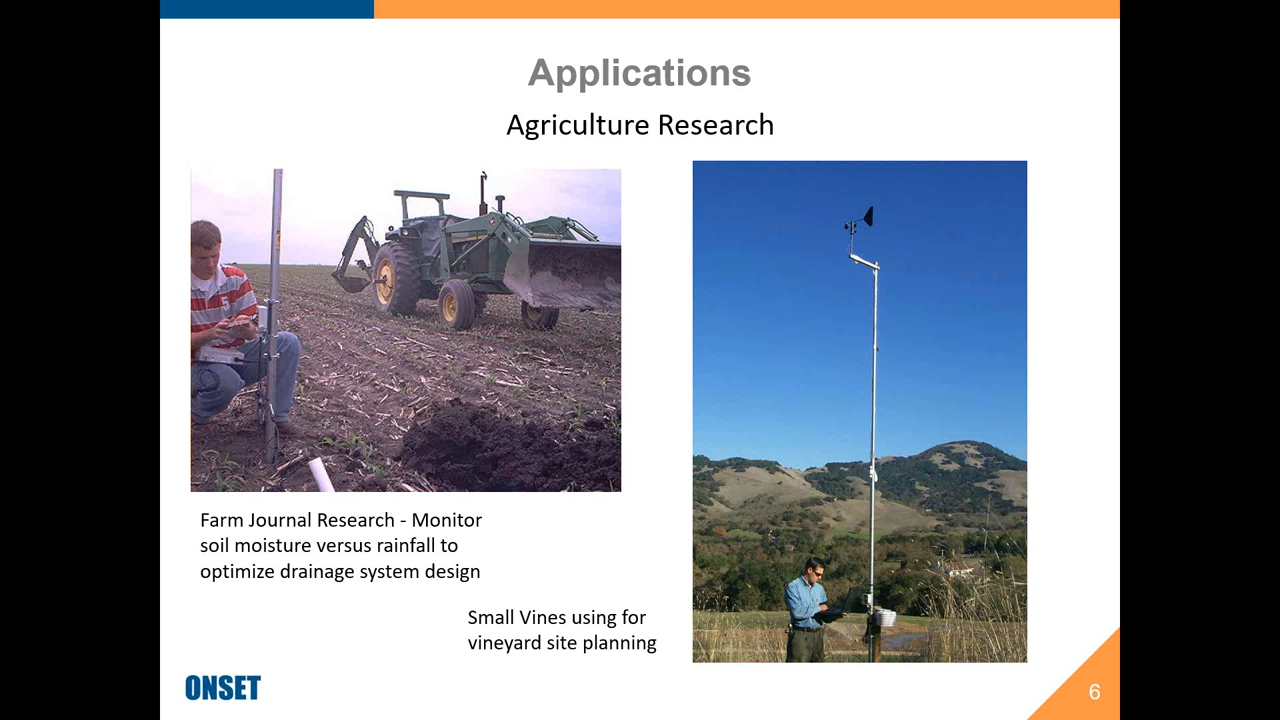 Applications
Agriculture Research
Farm Journal Research - Monitor
soil moisture versus rainfall to
optimize drainage system design
Small Vines using for
vineyard site planning
ONSET
6